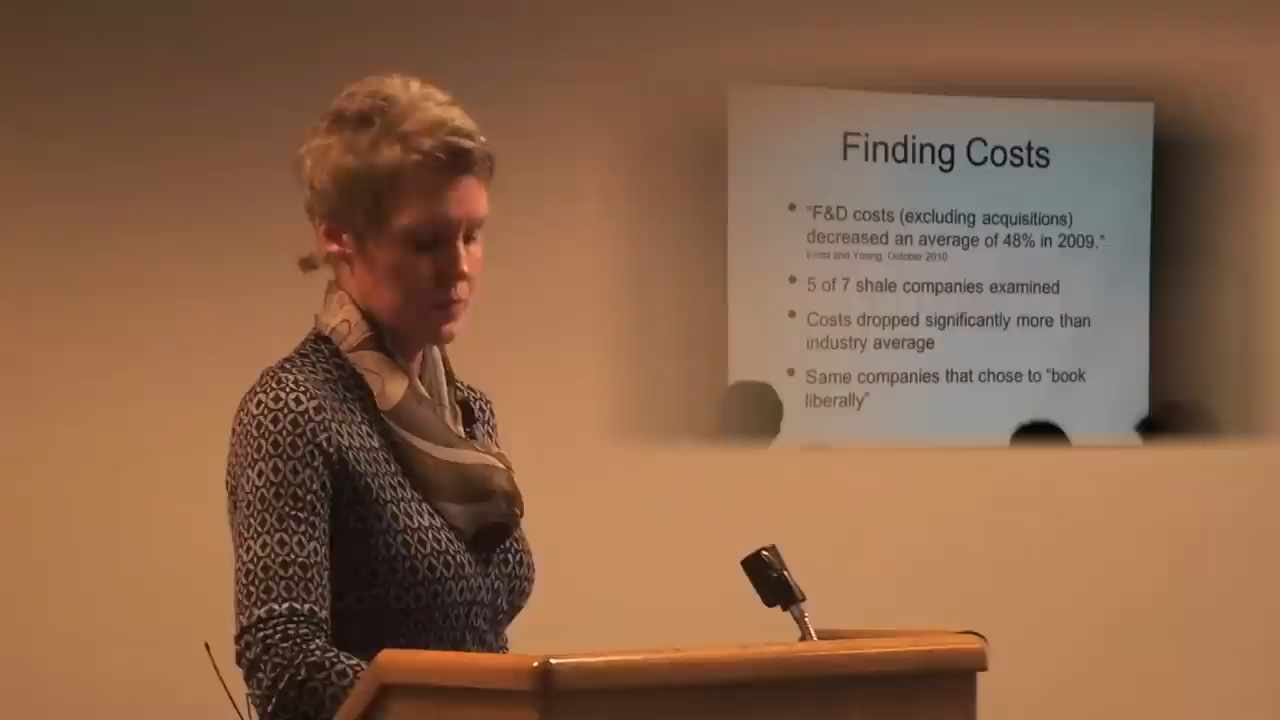 Finding Costs
• "F&D costs (excluding acquisitions)
decreased an average of 48% in 2009."
Ernst and Young, October 2010
• 5 of 7 shale companies examined
• Costs dropped significantly more than
industry average
• Same companies that chose to "book
liberally"